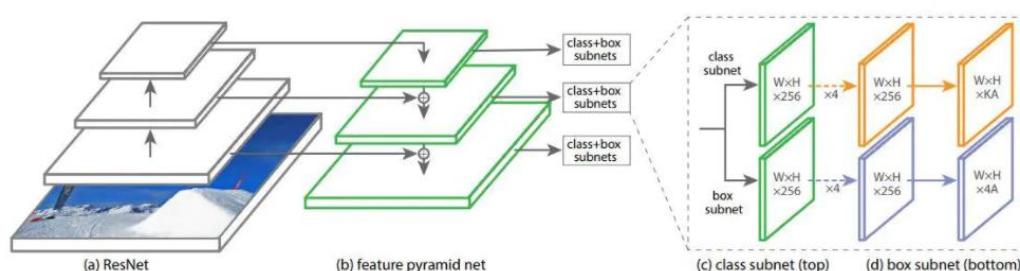 class+box
subnets
class+box
subnets
class+box
subnets
class
subnet
W×H
×256
×4
W×H
×256
W×H
×KA
box
subnet
W×H
×256
×4
W×H
×256
W×H
×4A
(a) ResNet
(b) feature pyramid net
(c) class subnet (top)
(d) box subnet (bottom)